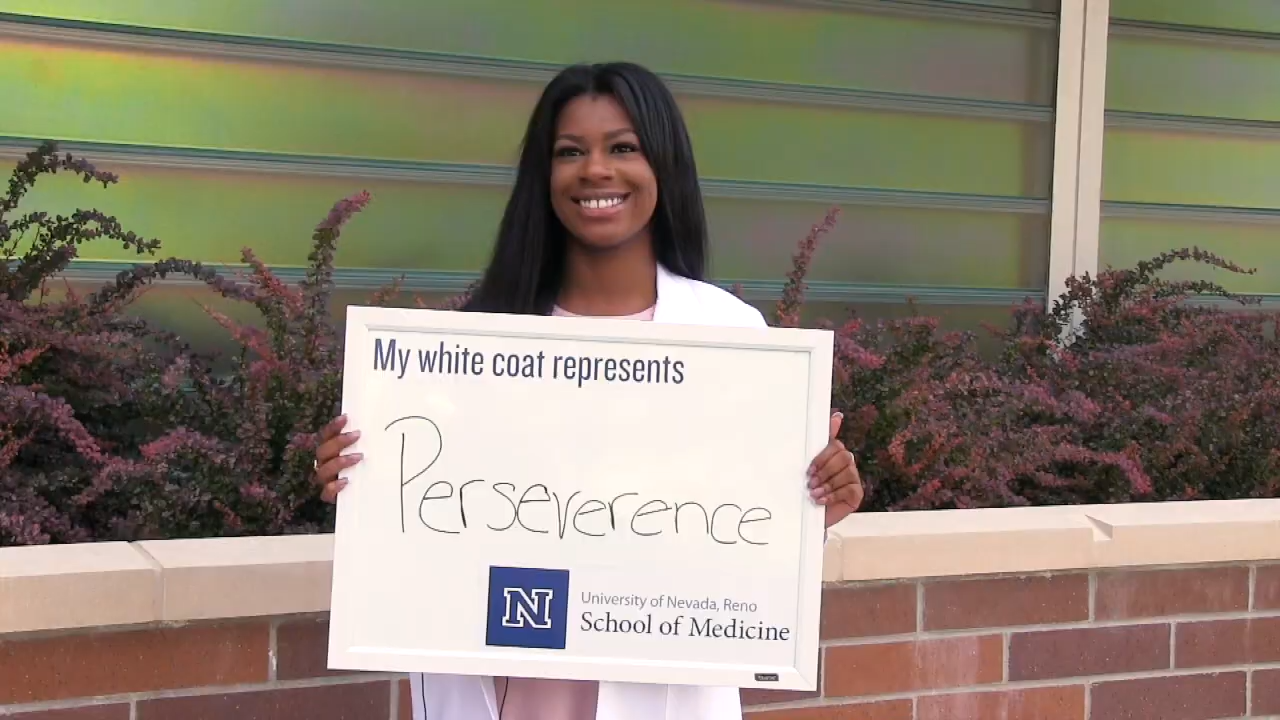 My white coat represents
Perseverence
N
University of Nevada, Reno
School of Medicine